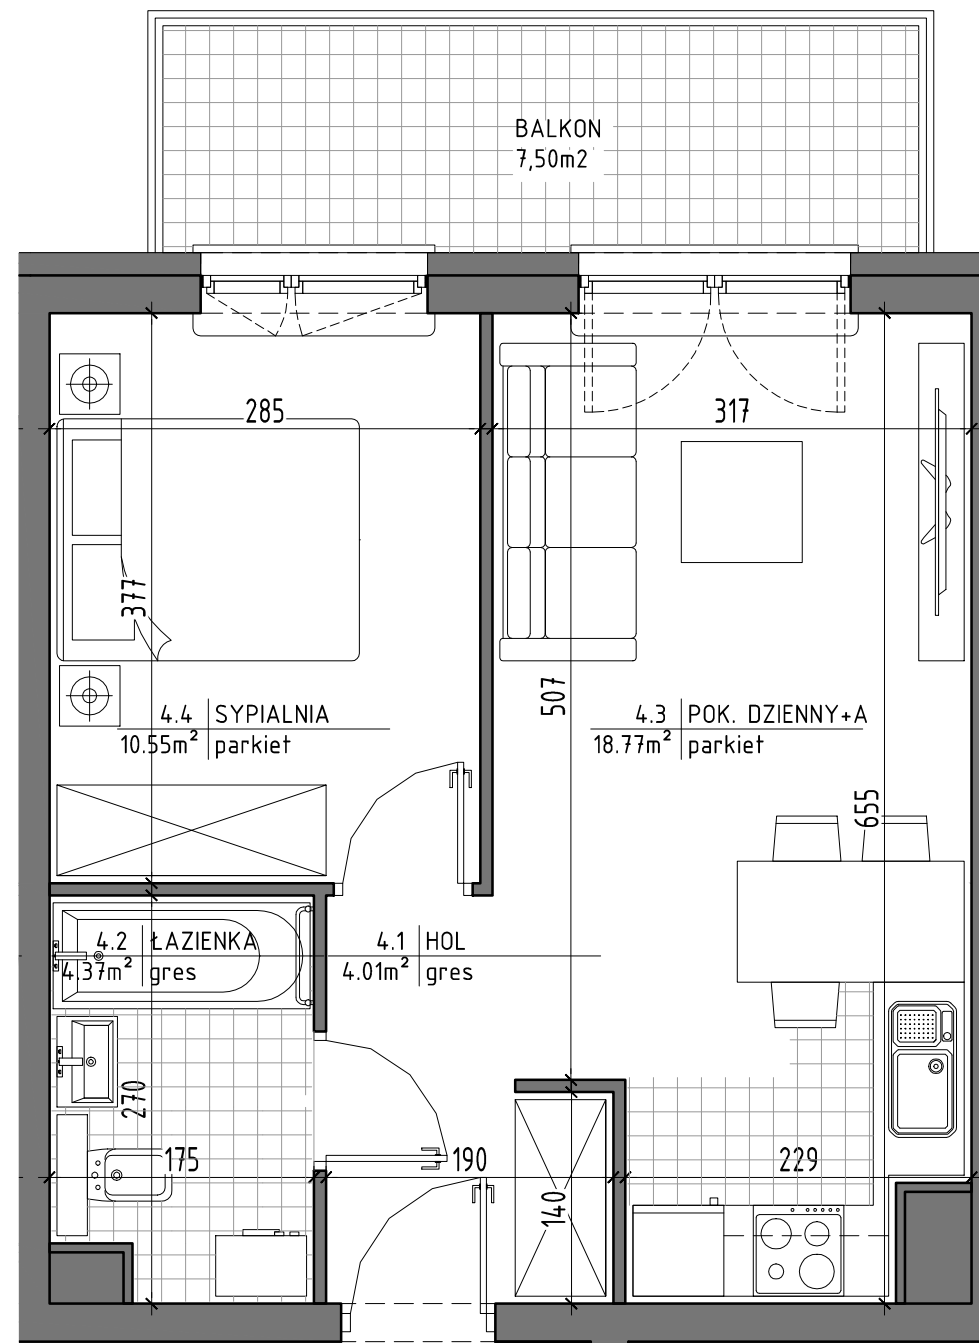 BALKON
7,50m2
285
317
377
507
4.4 SYPIALNIA
10.55m² parkiet
4.3 POK. DZIENNY+A
18.77m² parkiet
655
4.2 ŁAZIENKA
4.37m² gres
4.1 HOL
4.01m² gres
270
175
190
229
140